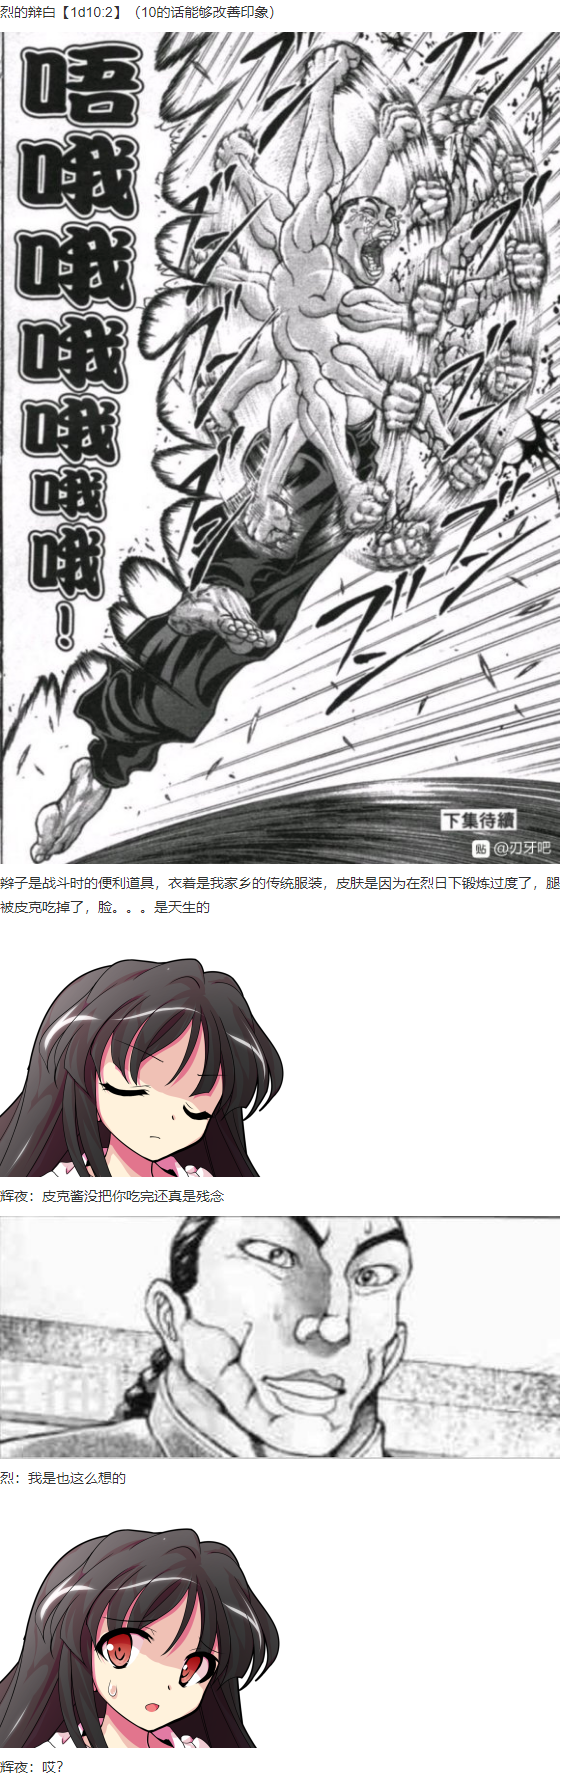 烈的辩白【1d10:2】（10的话能够改善印象）
唔哦哦哦哦哦哦！
下集待續
貼 @刃牙吧
辫子是战斗时的便利道具，衣着是我家乡的传统服装，皮肤是因为在烈日下锻炼过度了，腿
被皮克吃掉了，脸。。。是天生的
辉夜：皮克酱没把你吃完还真是残念
烈：我是也这么想的
辉夜：哎？